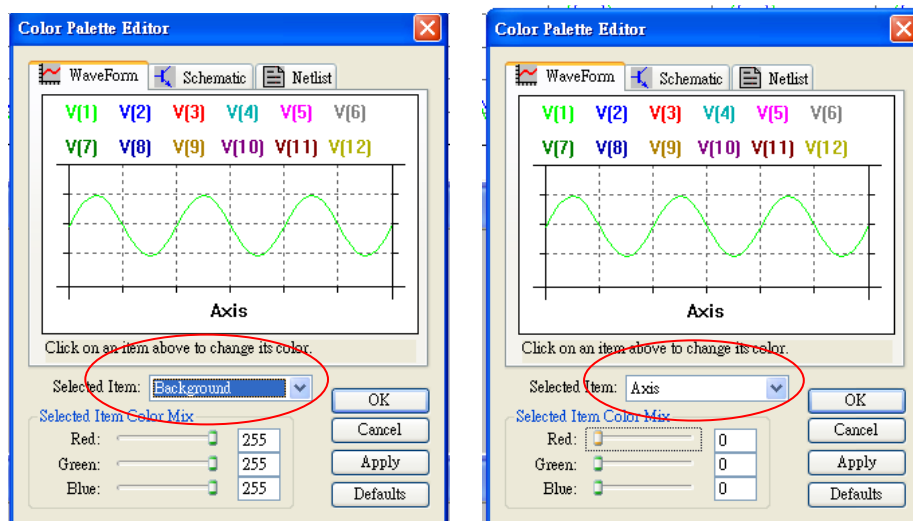 Color Palette Editor
WaveForm Schematic Netlist
V(1) V(2) V(3) V(4) V(5) V(6)
V(7) V(8) V(9) V(10) V(11) V(12)
Axis
Click on an item above to change its color.
Selected Item: Background
Selected Item Color Mix
Red: 255
Green: 255
Blue: 255
OK
Cancel
Apply
Defaults
Color Palette Editor
WaveForm Schematic Netlist
V(1) V(2) V(3) V(4) V(5) V(6)
V(7) V(8) V(9) V(10) V(11) V(12)
Axis
Click on an item above to change its color.
Selected Item: Axis
Selected Item Color Mix
Red: 0
Green: 0
Blue: 0
OK
Cancel
Apply
Defaults